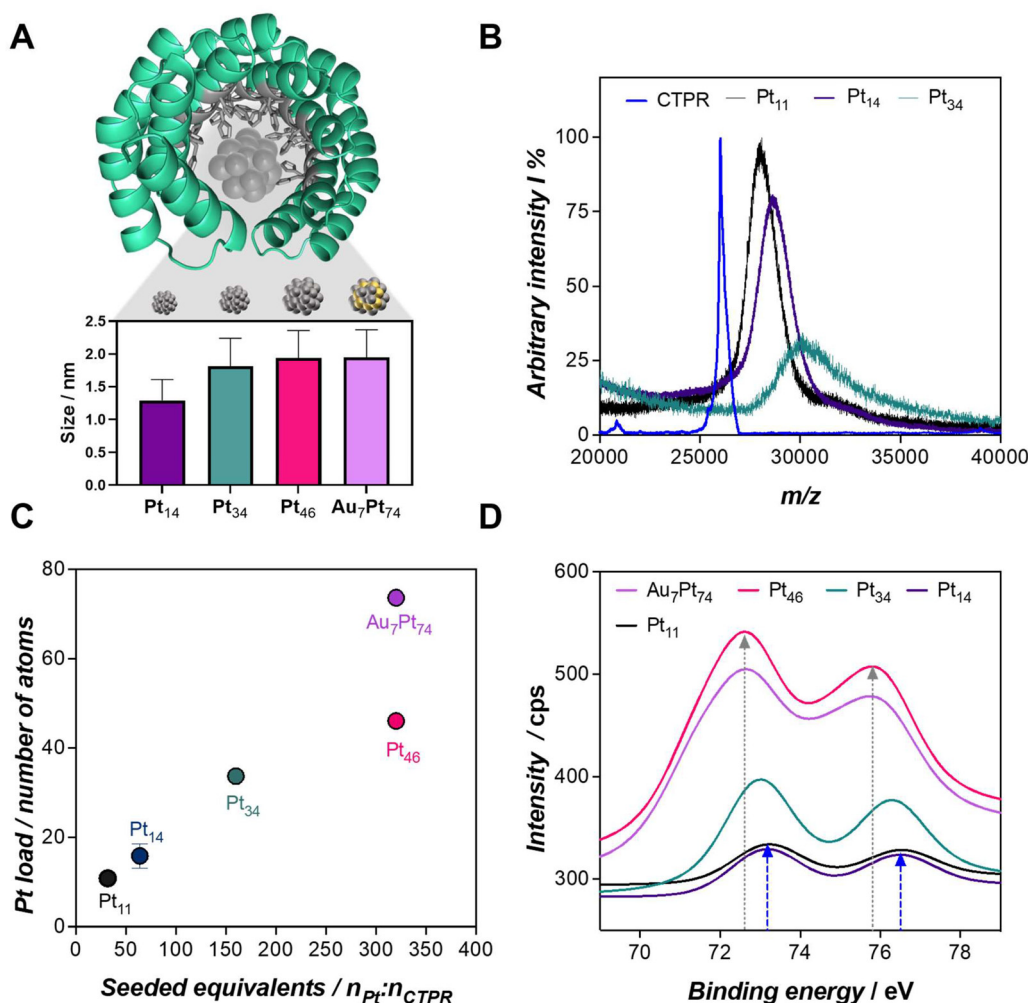 A
2.5
2.0
1.5
1.0
0.5
0.0
Size / nm
Pt₁₄ Pt₃₄ Pt₄₆ Au₇Pt₇₄
B
CTPR Pt₁₁ Pt₁₄ Pt₃₄
100
75
50
25
0
Arbitrary intensity I %
20000 25000 30000 35000 40000
m/z
C
80
60
40
20
0
Pt load / number of atoms
Au₇Pt₇₄
Pt₄₆
Pt₃₄
Pt₁₄
Pt₁₁
0 50 100 150 200 250 300 350 400
Seeded equivalents / nPt:nCTPR
D
600
500
400
300
Intensity / cps
Au₇Pt₇₄ Pt₄₆ Pt₃₄ Pt₁₄
Pt₁₁
70 72 74 76 78
Binding energy / eV